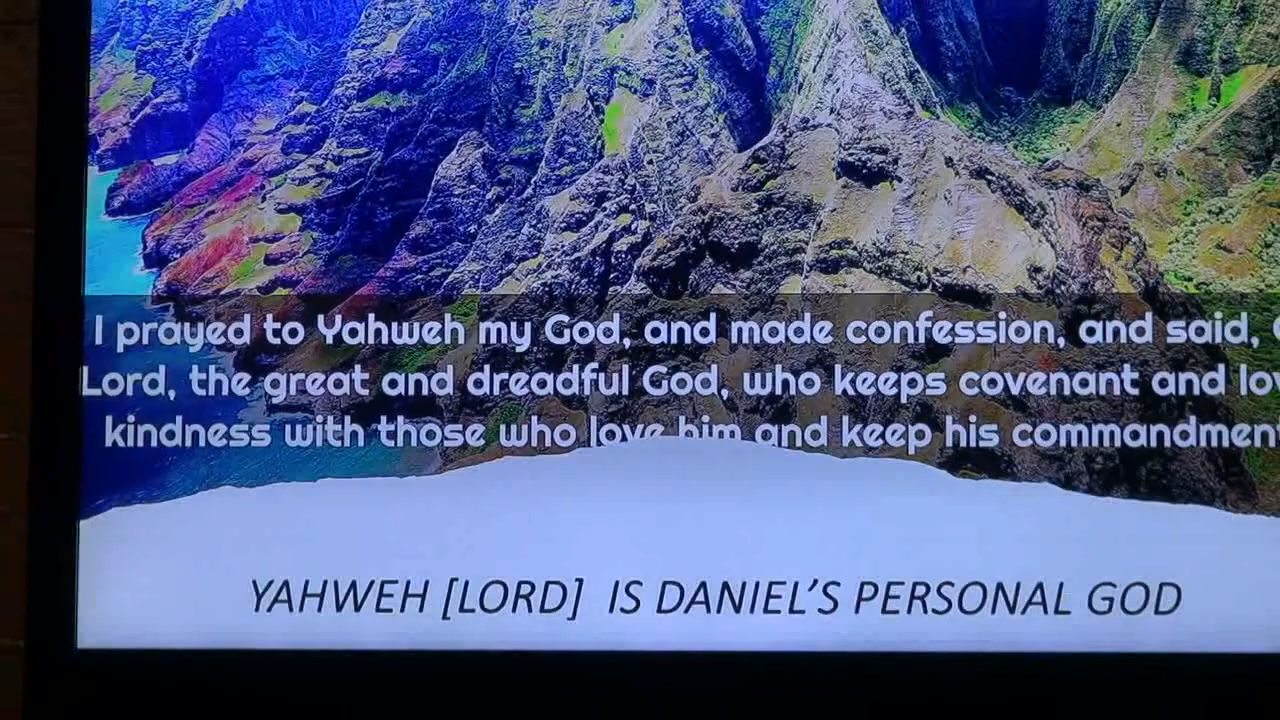 I prayed to Yahweh my God, and made confession, and said,
Lord, the great and dreadful God, who keeps covenant and
kindness with those who love him and keep his commandment
YAHWEH [LORD] IS DANIEL'S PERSONAL GOD